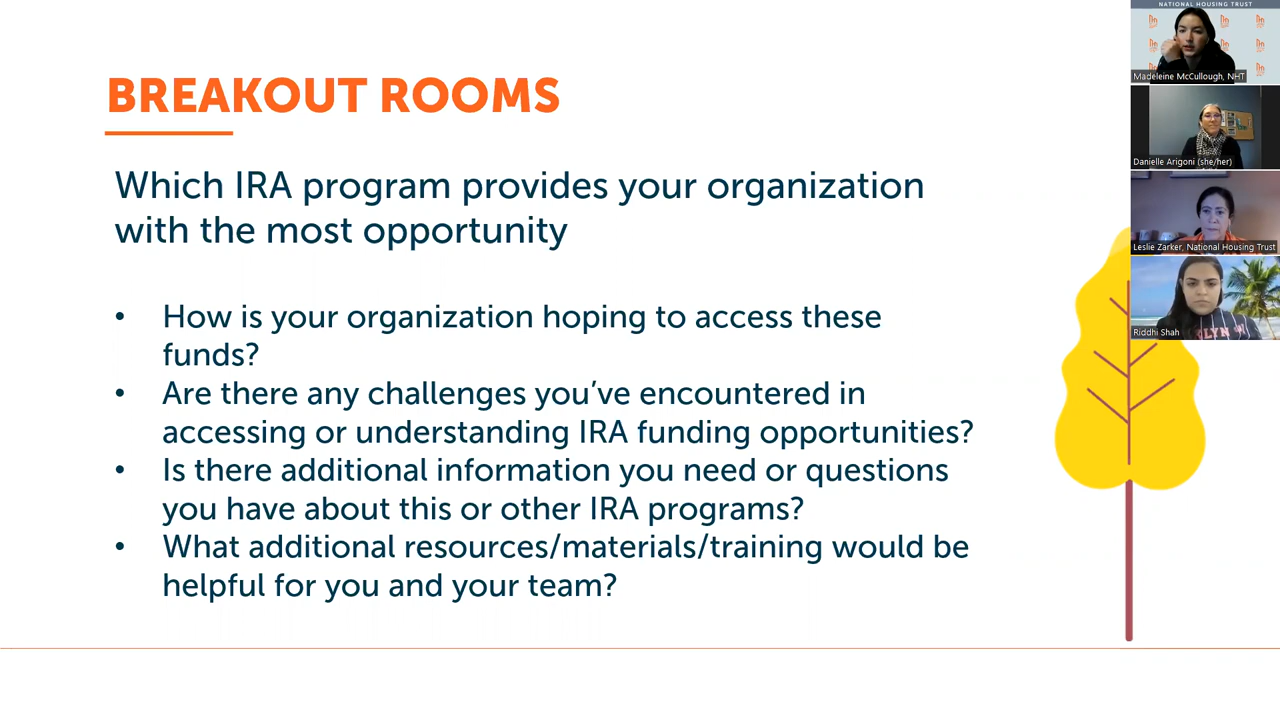 NATIONAL HOUSING TRUST
Madeleine McCullough, NHT
Danielle Arigoni (she/her)
Leslie Zarker, National Housing Trust
Riddhi Shah
BREAKOUT ROOMS
Which IRA program provides your organization
with the most opportunity
• How is your organization hoping to access these
funds?
• Are there any challenges you’ve encountered in
accessing or understanding IRA funding opportunities?
• Is there additional information you need or questions
you have about this or other IRA programs?
• What additional resources/materials/training would be
helpful for you and your team?